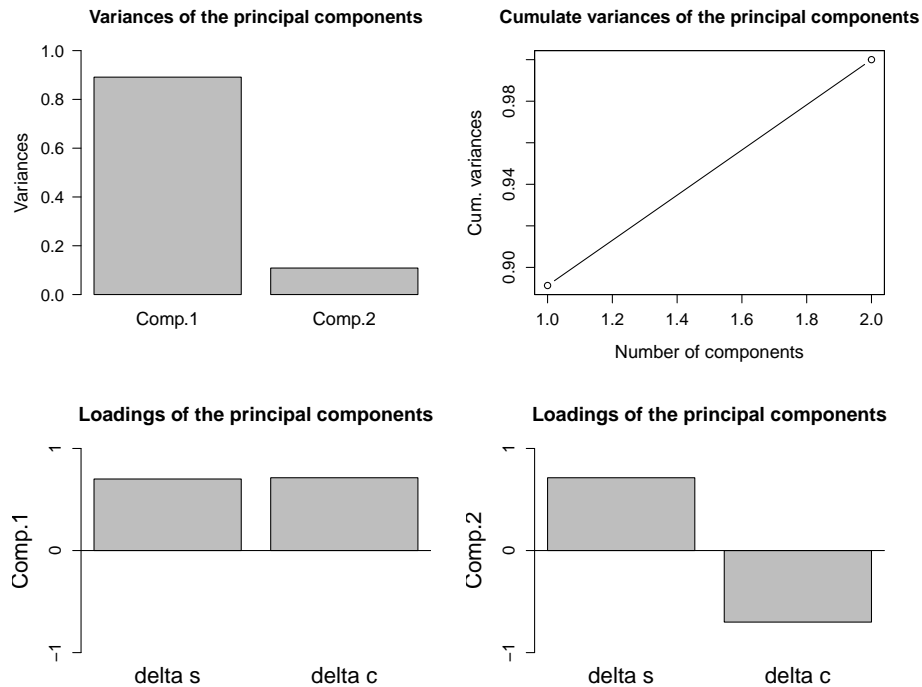 Variances of the principal components
Variances
1.0
0.8
0.6
0.4
0.2
0.0
Comp.1 Comp.2
Cumulate variances of the principal components
Cum. variances
0.98
0.94
0.90
1.0 1.2 1.4 1.6 1.8 2.0
Number of components
Loadings of the principal components
Comp.1
1
0
−1
delta s delta c
Loadings of the principal components
Comp.2
1
0
−1
delta s delta c